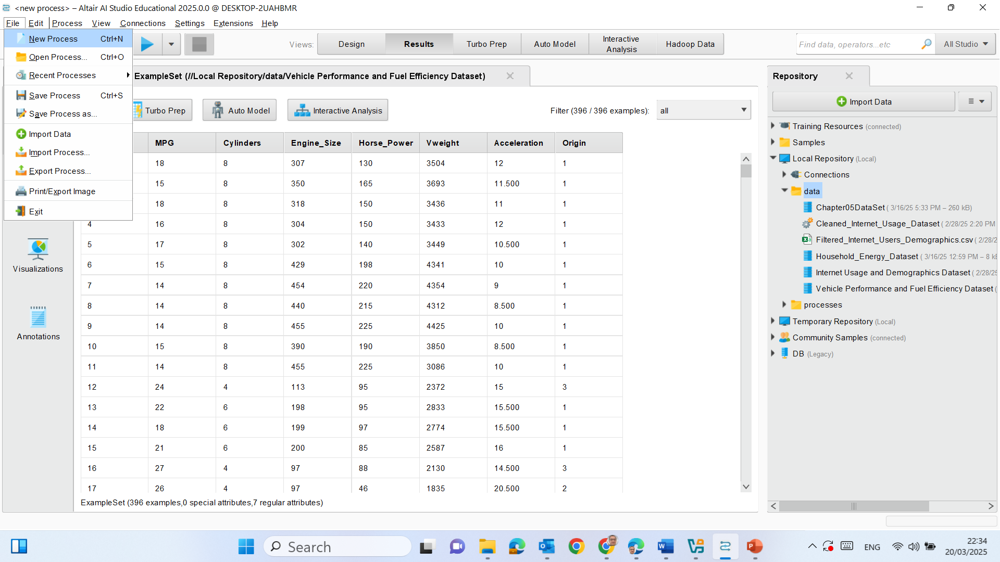 <new process> – Altair AI Studio Educational 2025.0.0 @ DESKTOP-2UAHBMR
File Edit Process View Connections Settings Extensions Help
New Process Ctrl+N
Open Process... Ctrl+O
Recent Processes
Save Process Ctrl+S
Save Process as...
Import Data
Import Process...
Export Process...
Print/Export Image
Exit
Views: Design Results Turbo Prep Auto Model Interactive Analysis Hadoop Data
Find data, operators...etc All Studio
ExampleSet (//Local Repository/data/Vehicle Performance and Fuel Efficiency Dataset)
Turbo Prep Auto Model Interactive Analysis Filter (396 / 396 examples): all
MPG Cylinders Engine_Size Horse_Power Vweight Acceleration Origin
18 8 307 130 3504 12 1
15 8 350 165 3693 11.500 1
18 8 318 150 3436 11 1
4 16 8 304 150 3433 12 1
5 17 8 302 140 3449 10.500 1
6 15 8 429 198 4341 10 1
7 14 8 454 220 4354 9 1
8 14 8 440 215 4312 8.500 1
9 14 8 455 225 4425 10 1
10 15 8 390 190 3850 8.500 1
11 14 8 455 225 3086 10 1
12 24 4 113 95 2372 15 3
13 22 6 198 95 2833 15.500 1
14 18 6 199 97 2774 15.500 1
15 21 6 200 85 2587 16 1
16 27 4 97 88 2130 14.500 3
17 26 4 97 46 1835 20.500 2
ExampleSet (396 examples,0 special attributes,7 regular attributes)
Visualizations
Annotations
Repository
Import Data
Training Resources (connected)
Samples
Local Repository (Local)
Connections
data
Chapter05DataSet ( 3/16/25 5:33 PM – 260 kB)
Cleaned_Internet_Usage_Dataset ( 2/28/25 2:20 PM
Filtered_Internet_Users_Demographics.csv ( 2/28/2
Household_Energy_Dataset ( 3/16/25 12:59 PM – 8 kB
Internet Usage and Demographics Dataset ( 2/28/25
Vehicle Performance and Fuel Efficiency Dataset (
processes
Temporary Repository (Local)
Community Samples (connected)
DB (Legacy)
Search
ENG
22:34
20/03/2025